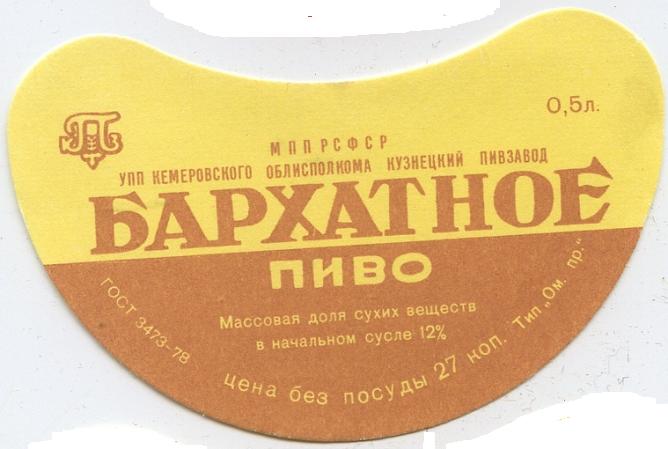 0,5л.
МППРСФСР
УПП КЕМЕРОВСКОГО ОБЛИСПОЛКОМА КУЗНЕЦКИЙ ПИВЗАВОД
БАРХАТНОЕ
ПИВО
Массовая доля сухих веществ
в начальном сусле 12%
ГОСТ 3473-78
цена без посуды 27 коп.
Тип „Ом. пр."